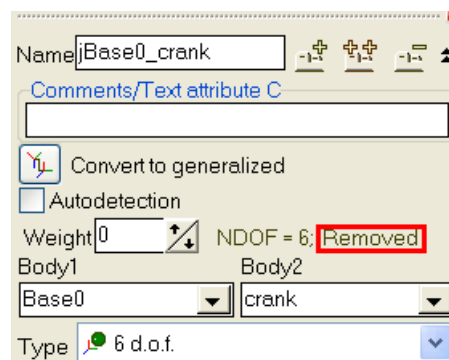 Name jBase0_crank
Comments/Text attribute C
Convert to generalized
Autodetection
Weight 0 NDOF = 6; Removed
Body1 Body2
Base0 crank
Type 6 d.o.f.